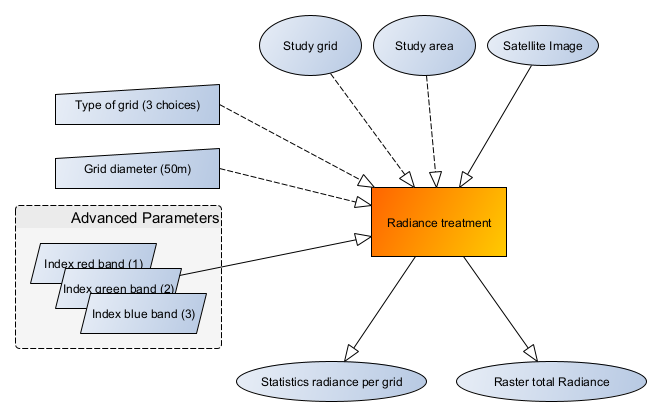 Study grid
Study area
Satellite Image
Type of grid (3 choices)
Grid diameter (50m)
Advanced Parameters
Radiance treatment
Index red band (1)
Index green band (2)
Index blue band (3)
Statistics radiance per grid
Raster total Radiance